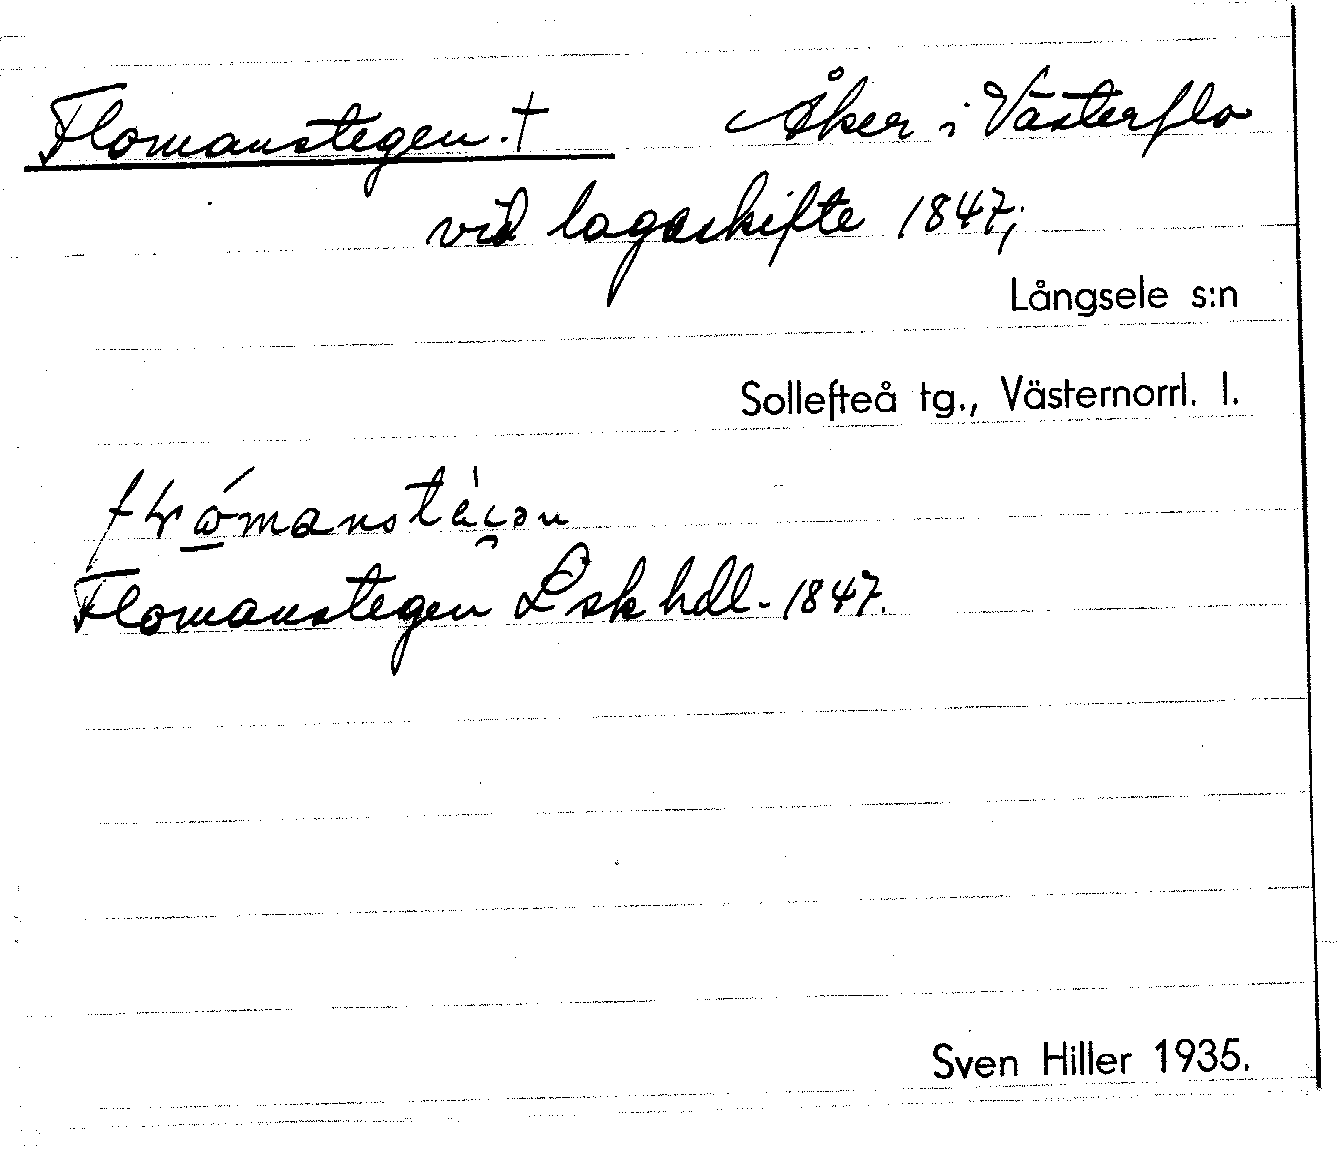 Flomanstegen.† Åker i Västerflo
vid lagaskifte 1847,
Långsele s:n
Sollefteå tg., Västernorrl. l.
Flomanstegen Lsk hdl. 1847.
Sven Hiller 1935.